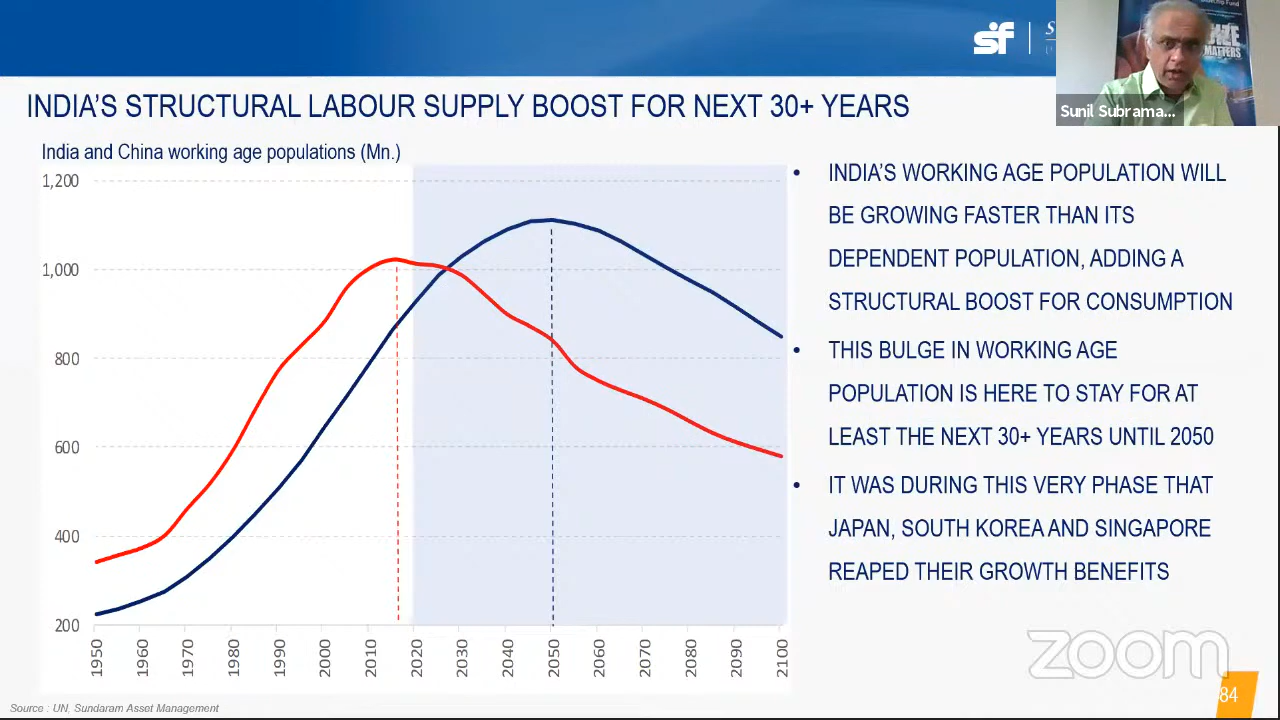 Bluechip Fund
SIZE
MATTERS
sf
S
Sunil Subrama...
INDIA'S STRUCTURAL LABOUR SUPPLY BOOST FOR NEXT 30+ YEARS
India and China working age populations (Mn.)
1,200
1,000
800
600
400
200
1950
1960
1970
1980
1990
2000
2010
2020
2030
2040
2050
2060
2070
2080
2090
2100
• INDIA'S WORKING AGE POPULATION WILL
BE GROWING FASTER THAN ITS
DEPENDENT POPULATION, ADDING A
STRUCTURAL BOOST FOR CONSUMPTION
• THIS BULGE IN WORKING AGE
POPULATION IS HERE TO STAY FOR AT
LEAST THE NEXT 30+ YEARS UNTIL 2050
• IT WAS DURING THIS VERY PHASE THAT
JAPAN, SOUTH KOREA AND SINGAPORE
REAPED THEIR GROWTH BENEFITS
zoom
84
Source : UN, Sundaram Asset Management